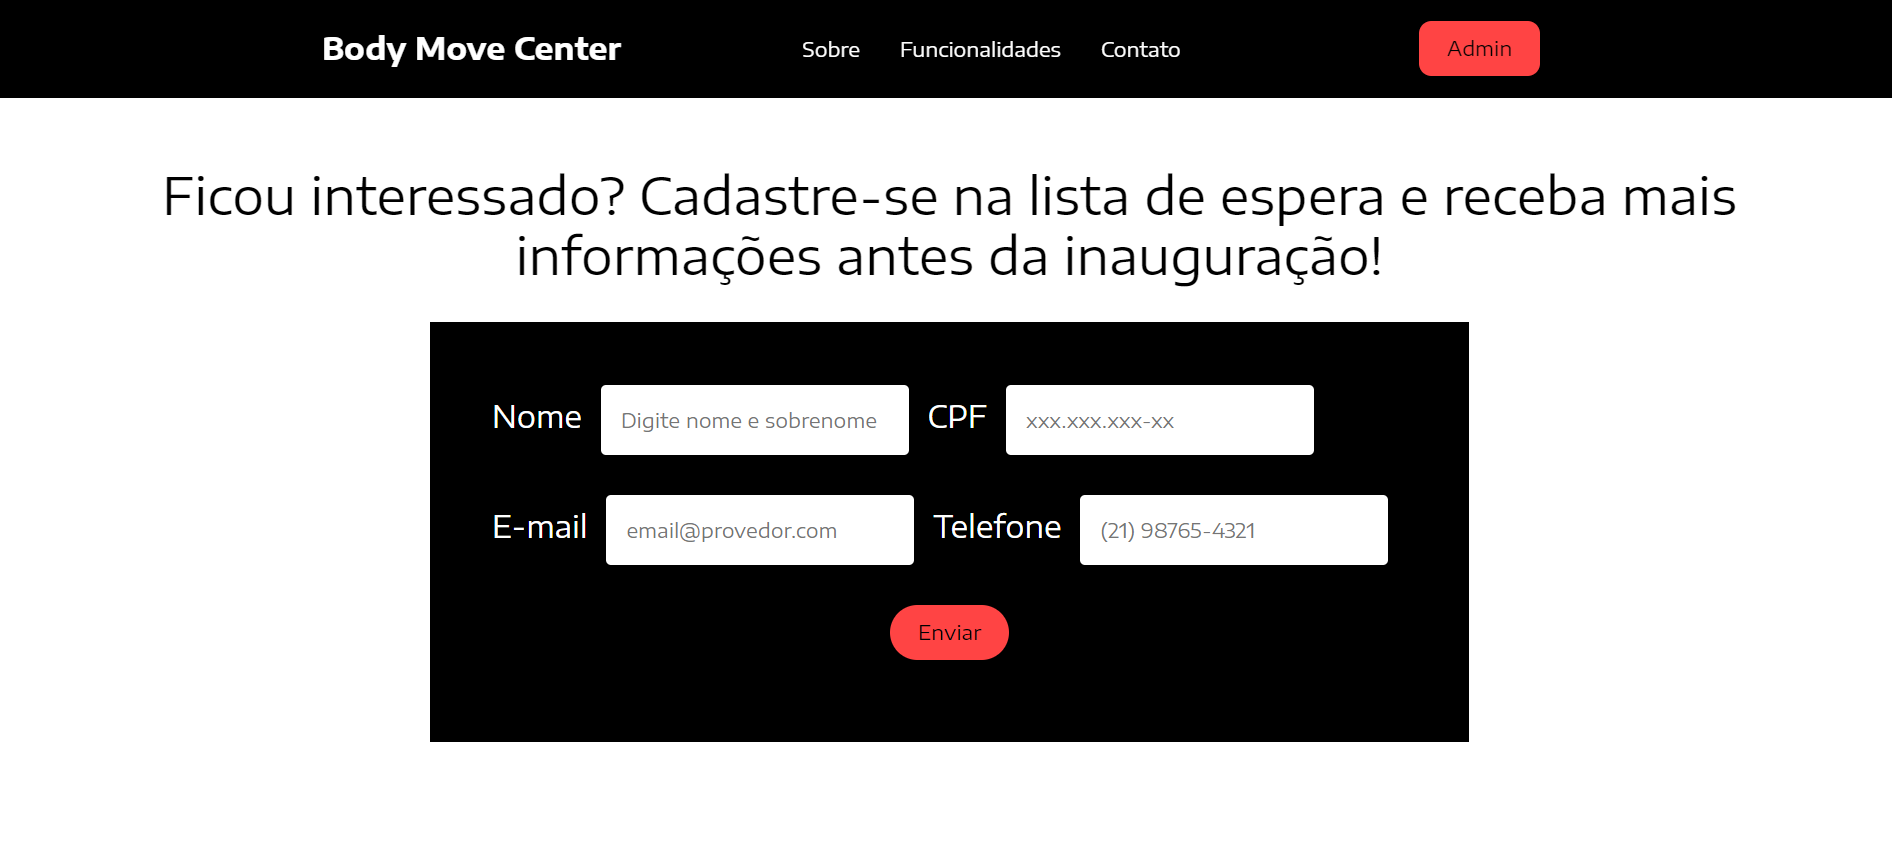 Body Move Center Sobre Funcionalidades Contato Admin
Ficou interessado? Cadastre-se na lista de espera e receba mais
informações antes da inauguração!
Nome Digite nome e sobrenome CPF xxx.xxx.xxx-xx
E-mail email@provedor.com Telefone (21) 98765-4321
Enviar